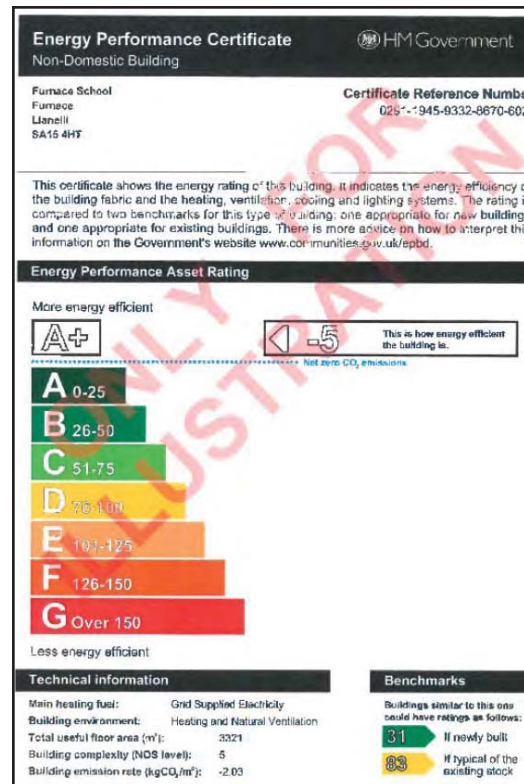 Energy Performance Certificate
HM Government
Non-Domestic Building
Furnace School
Furnace
Llanelli
SA15 4HT
Certificate Reference Numbe
This certificate shows the energy rating of this building. It indicates the energy efficiency o
the building fabric and the heating, ventilation, cooling and lighting systems. The rating i
compared to two benchmarks for this type of building: one appropriate for new building
and one appropriate for existing buildings. There is more advice on how to interpret thi
information on the Government's website www.communities.gov.uk/epbd.
Energy Performance Asset Rating
More energy efficient
A+
-5
This is how energy efficient
the building is.
Net zero CO₂ emissions
A 0-25
B 26-50
C 51-75
D 76-100
E 101-125
F 126-150
G Over 150
Less energy efficient
Technical information
Main heating fuel: Grid Supplied Electricity
Building environment: Heating and Natural Ventilation
Total useful floor area (m²): 3321
Building complexity (NOS level): 5
Building emission rate (kgCO₂/m²): -2.03
Benchmarks
Buildings similar to this one
could have ratings as follows:
31 If newly built
83 If typical of the
existing stock
ONLY FOR
ILLUSTRATION